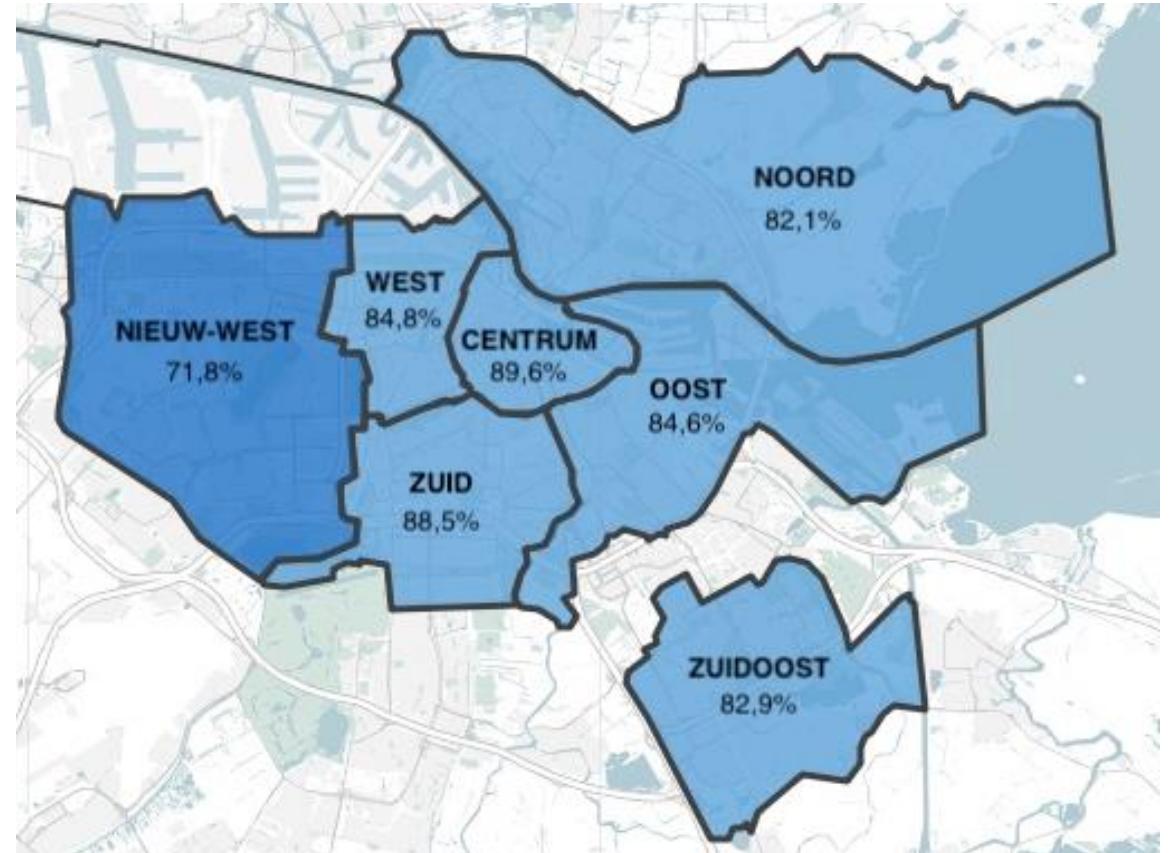 NOORD
82,1%
WEST
84,8%
NIEUW-WEST
71,8%
CENTRUM
89,6%
OOST
84,6%
ZUID
88,5%
ZUIDOOST
82,9%